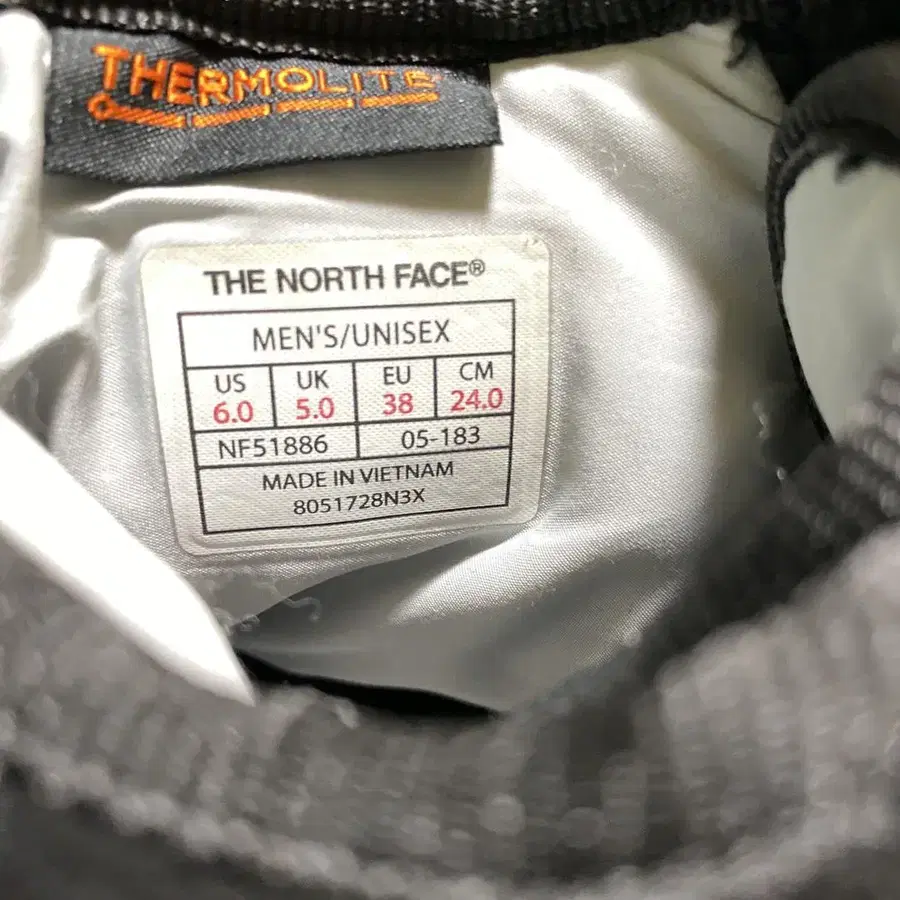 THERMOLITE
THE NORTH FACE®
MEN'S/UNISEX
US UK EU CM
6.0 5.0 38 24.0
NF51886 05-183
MADE IN VIETNAM
8051728N3X